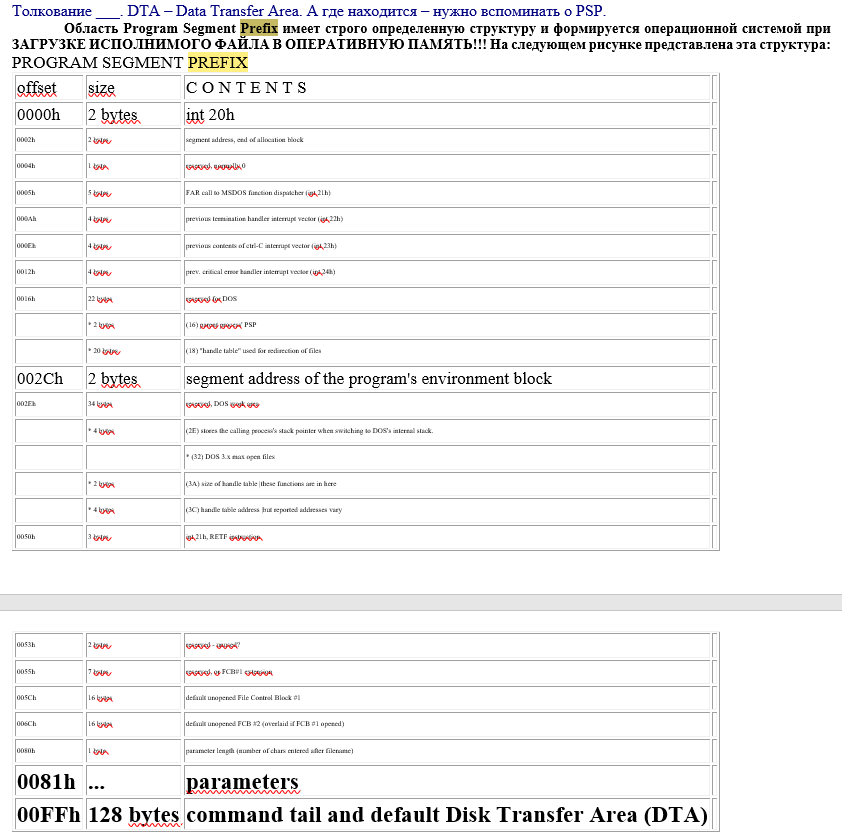 Толкование ___. DTA – Data Transfer Area. А где находится – нужно вспоминать о PSP.
Область Program Segment Prefix имеет строго определенную структуру и формируется операционной системой при
ЗАГРУЗКЕ ИСПОЛНИМОГО ФАЙЛА В ОПЕРАТИВНУЮ ПАМЯТЬ!!! На следующем рисунке представлена эта структура:
PROGRAM SEGMENT PREFIX
offset size C O N T E N T S
0000h 2 bytes int 20h
0002h 2 bytes segment address, end of allocation block
0004h 1 byte reserved, normally 0
0005h 5 bytes FAR call to MSDOS function dispatcher (int 21h)
000Ah 4 bytes previous termination handler interrupt vector (int 22h)
000Eh 4 bytes previous contents of ctrl-C interrupt vector (int 23h)
0012h 4 bytes prev. critical error handler interrupt vector (int 24h)
0016h 22 bytes reserved for DOS
* 2 bytes (16) parent process' PSP
* 20 bytes (18) "handle table" used for redirection of files
002Ch 2 bytes segment address of the program's environment block
002Eh 34 bytes reserved, DOS work area
* 4 bytes (2E) stores the calling process's stack pointer when switching to DOS's internal stack.
* (32) DOS 3.x max open files
* 2 bytes (3A) size of handle table |these functions are in here
* 4 bytes (3C) handle table address |but reported addresses vary
0050h 3 bytes int 21h, RETF instruction
0053h 2 bytes reserved - unused?
0055h 7 bytes reserved, or FCB#1 extension
005Ch 16 bytes default unopened File Control Block #1
006Ch 16 bytes default unopened FCB #2 (overlaid if FCB #1 opened)
0080h 1 byte parameter length (number of chars entered after filename)
0081h ... parameters
00FFh 128 bytes command tail and default Disk Transfer Area (DTA)